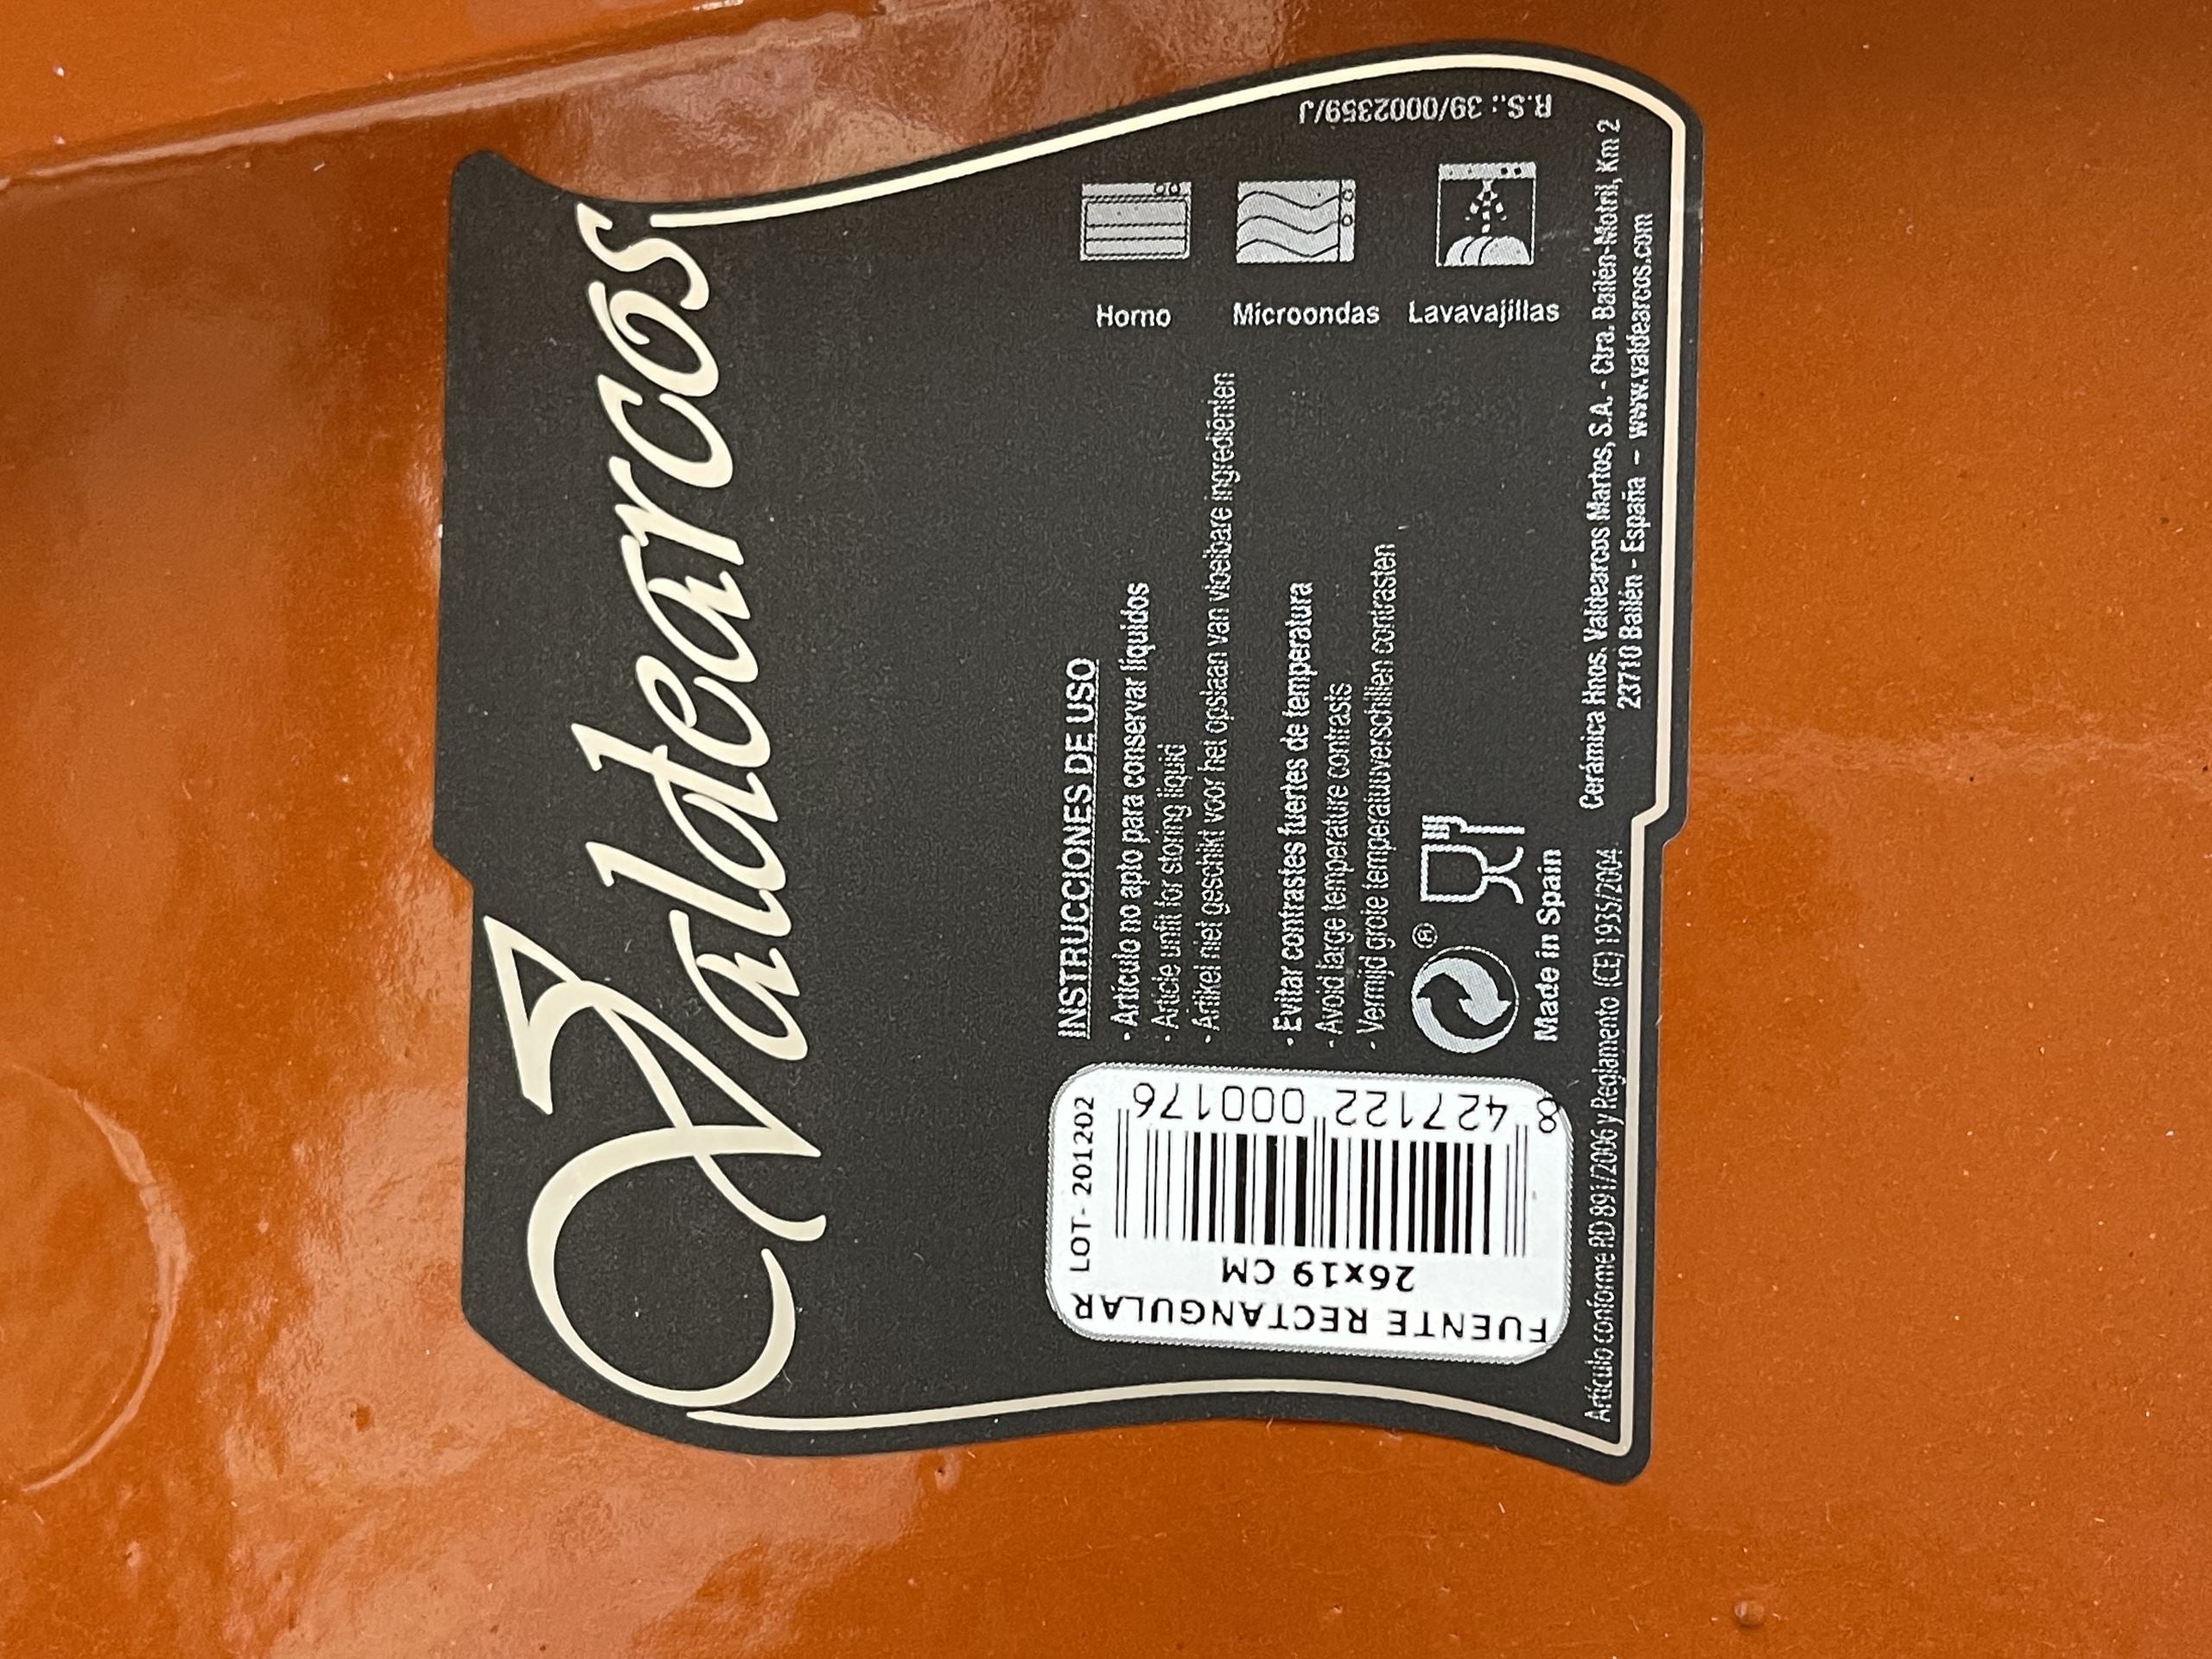 Valdearcos
INSTRUCCIONES DE USO
· Artículo no apto para conservar líquidos
· Article unfit for storing liquid
· Artikel niet geschikt voor het opslaan van vloeibare ingrediënten
· Evitar contrastes fuertes de temperatura
· Avoid large temperature contrasts
· Vermijd grote temperatuuverschillen contrasten
®
Made in Spain
Horno
Microondas
Lavavajillas
R.S.: 39/0002359/J
FUENTE RECTANGULAR
26x19 CM
8 427122 000176
LOT- 201202
Artículo conforme RD 891/2006 y Reglamento (CE) 1935/2004
Cerámica Hnos. Valdearcos Martos, S.A. - Ctra. Bailén-Motril, Km 2
23710 Bailén - España – www.valdearcos.com